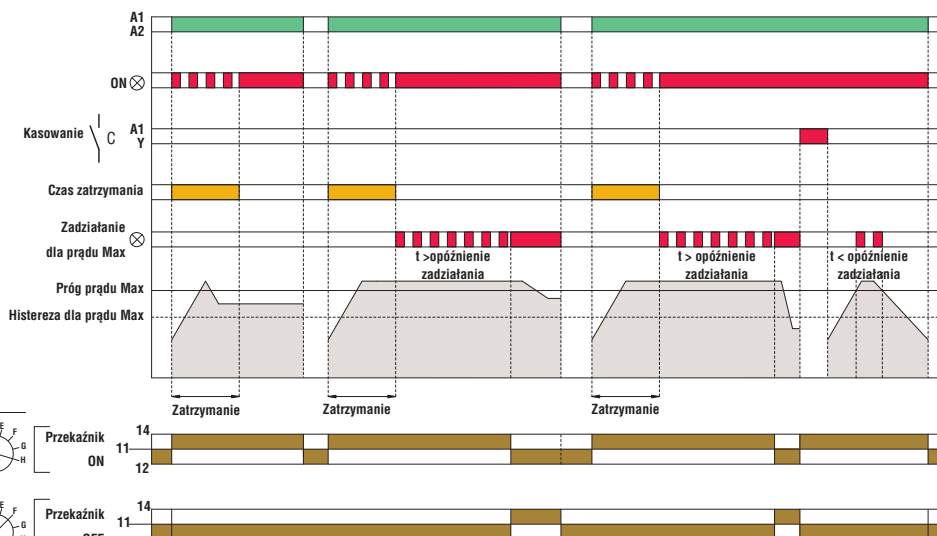 A1
A2
ON
Kasowanie C A1
Y
Czas zatrzymania
Zadziałanie
dla prądu Max
t >opóźnienie
zadziałania
t > opóźnienie
zadziałania
t < opóźnienie
zadziałania
Próg prądu Max
Histereza dla prądu Max
Zatrzymanie
Zatrzymanie
Zatrzymanie
E
F
G
H
Przekaźnik
ON
14
11
12
E
F
G
Przekaźnik
14
11